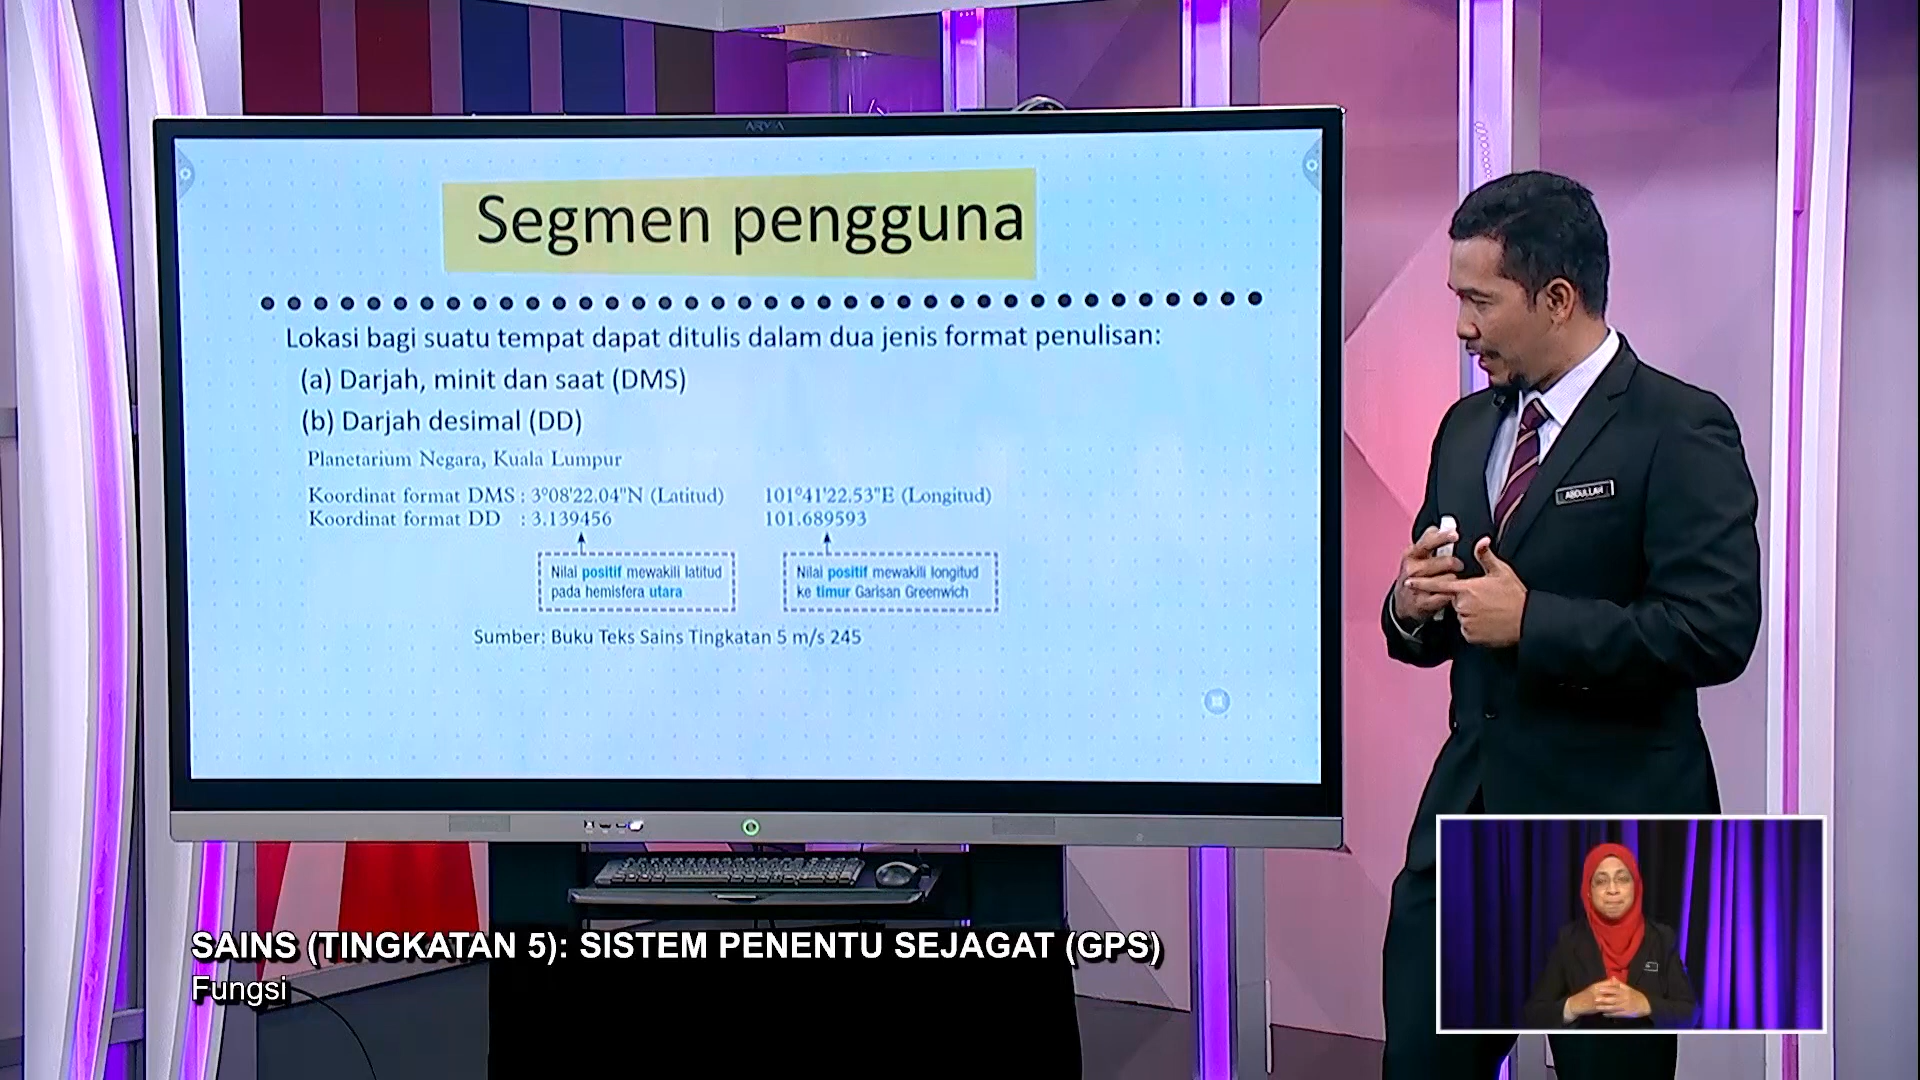 ARVIA
Segmen pengguna
Lokasi bagi suatu tempat dapat ditulis dalam dua jenis format penulisan:
(a) Darjah, minit dan saat (DMS)
(b) Darjah desimal (DD)
Planetarium Negara, Kuala Lumpur
Koordinat format DMS : 3°08'22.04"N (Latitud) 101°41'22.53"E (Longitud)
Koordinat format DD : 3.139456 101.689593
Nilai positif mewakili latitud
pada hemisfera utara
Nilai positif mewakili longitud
ke timur Garisan Greenwich
Sumber: Buku Teks Sains Tingkatan 5 m/s 245
ABDULLAH
SAINS (TINGKATAN 5): SISTEM PENENTU SEJAGAT (GPS)
Fungsi